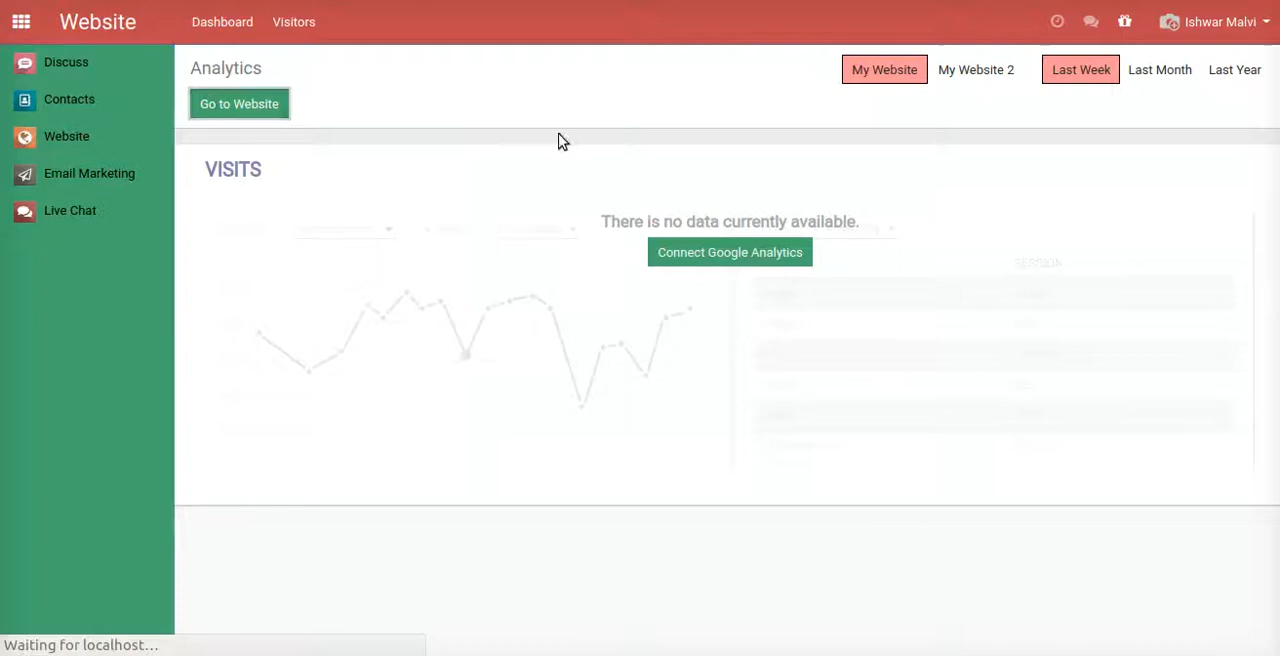 Website
Dashboard
Visitors
Ishwar Malvi
Discuss
Contacts
Website
Email Marketing
Live Chat
Analytics
My Website
My Website 2
Last Week
Last Month
Last Year
Go to Website
VISITS
There is no data currently available.
Connect Google Analytics
SESSION
Waiting for localhost...